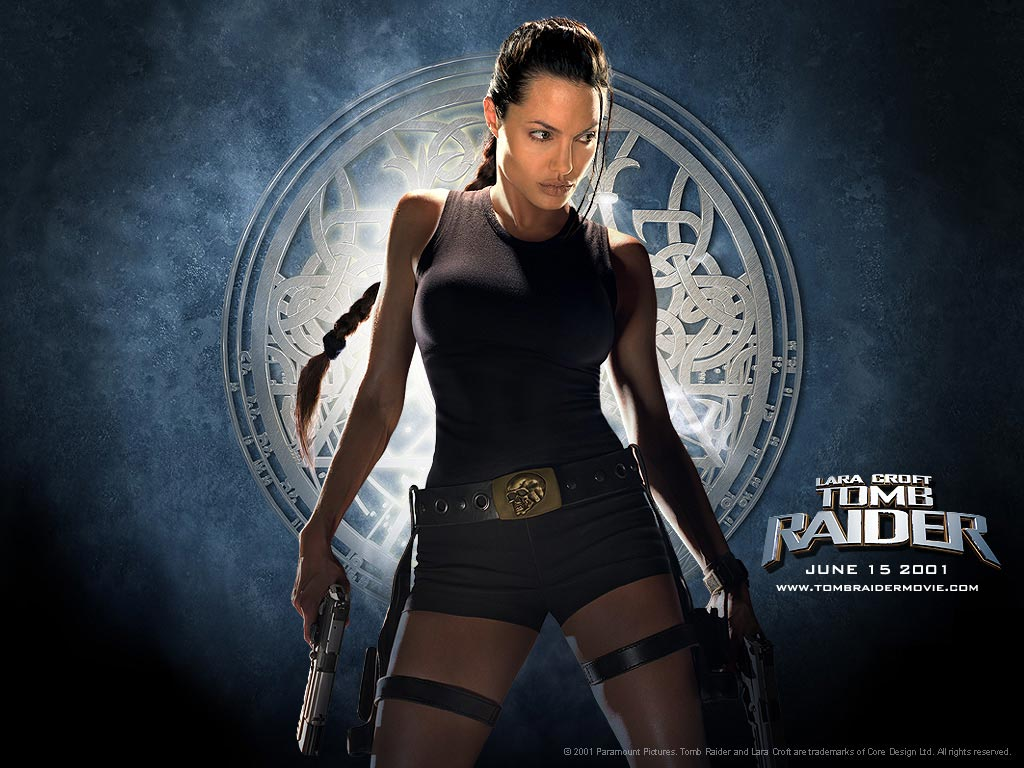 LARA CROFT
TOMB
RAIDER
JUNE 15 2001
WWW.TOMBRAIDERMOVIE.COM
© 2001 Paramount Pictures. Tomb Raider and Lara Croft are trademarks of Core Design Ltd. All rights reserved.